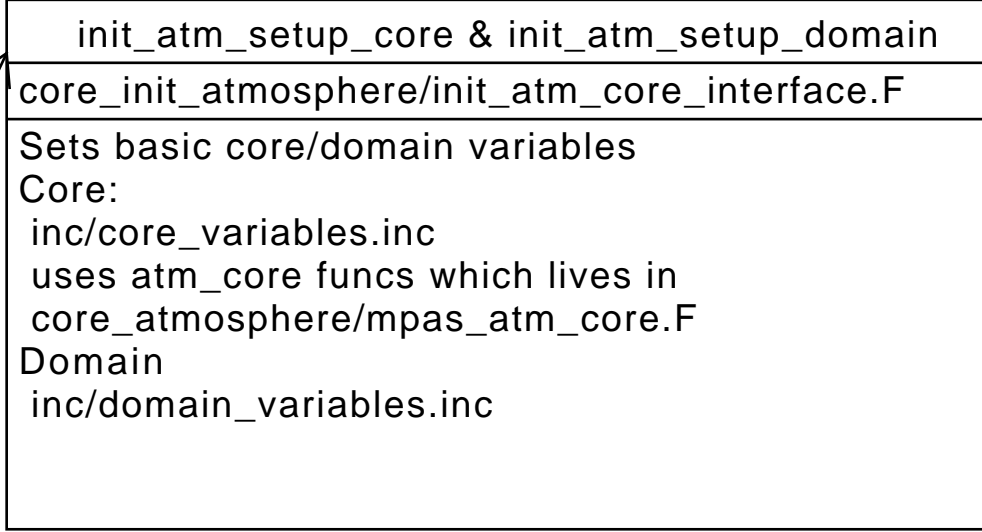 init_atm_setup_core & init_atm_setup_domain
core_init_atmosphere/init_atm_core_interface.F
Sets basic core/domain variables
Core:
inc/core_variables.inc
uses atm_core funcs which lives in
core_atmosphere/mpas_atm_core.F
Domain
inc/domain_variables.inc